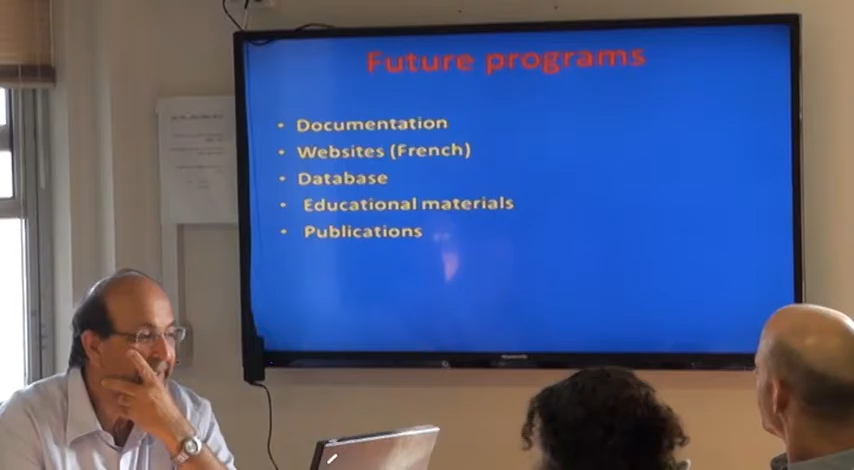 Future programs
• Documentation
• Websites (French)
• Database
• Educational materials
• Publications